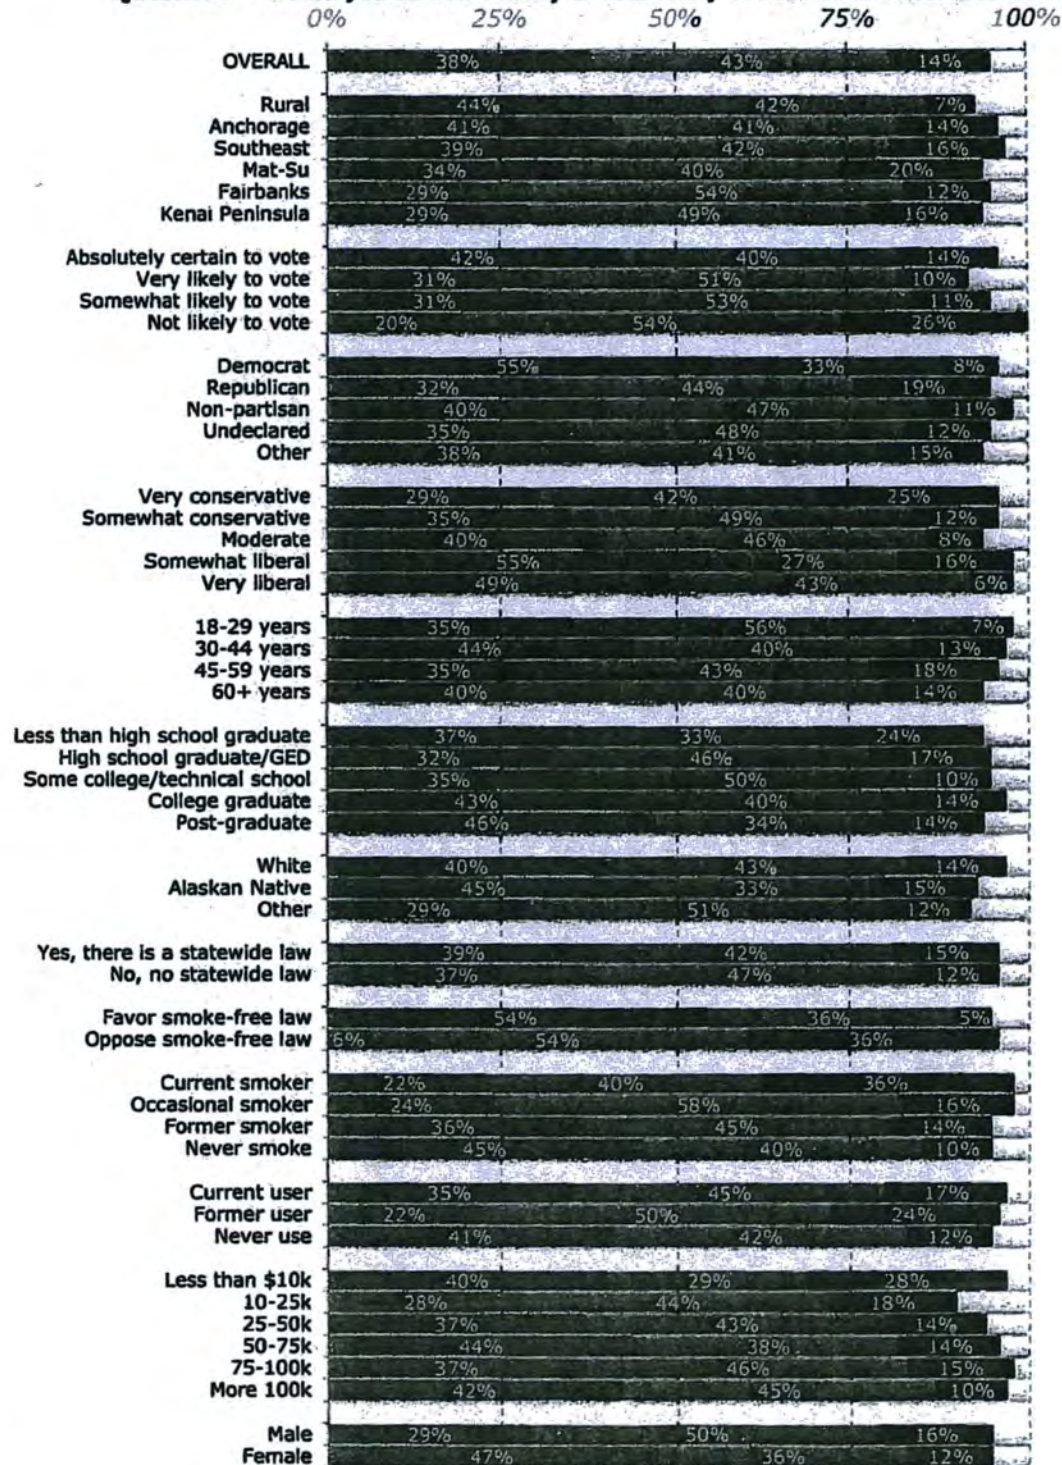 0% 25% 50% 75% 100%
OVERALL 38% 43% 14%
Rural 44% 42% 7%
Anchorage 41% 41% 14%
Southeast 39% 42% 16%
Mat-Su 34% 40% 20%
Fairbanks 29% 54% 12%
Kenai Peninsula 29% 49% 16%
Absolutely certain to vote 42% 40% 14%
Very likely to vote 31% 51% 10%
Somewhat likely to vote 31% 53% 11%
Not likely to vote 20% 54% 26%
Democrat 55% 33% 8%
Republican 32% 44% 19%
Non-partisan 40% 47% 11%
Undeclared 35% 48% 12%
Other 38% 41% 15%
Very conservative 29% 42% 25%
Somewhat conservative 35% 49% 12%
Moderate 40% 46% 8%
Somewhat liberal 55% 27% 16%
Very liberal 49% 43% 6%
18-29 years 35% 56% 7%
30-44 years 44% 40% 13%
45-59 years 35% 43% 18%
60+ years 40% 40% 14%
Less than high school graduate 37% 33% 24%
High school graduate/GED 32% 46% 17%
Some college/technical school 35% 50% 10%
College graduate 43% 40% 14%
Post-graduate 46% 34% 14%
White 40% 43% 14%
Alaskan Native 45% 33% 15%
Other 29% 51% 12%
Yes, there is a statewide law 39% 42% 15%
No, no statewide law 37% 47% 12%
Favor smoke-free law 54% 36% 5%
Oppose smoke-free law 6% 54% 36%
Current smoker 22% 40% 36%
Occasional smoker 24% 58% 16%
Former smoker 36% 45% 14%
Never smoke 45% 40% 10%
Current user 35% 45% 17%
Former user 22% 50% 24%
Never use 41% 42% 12%
Less than $10k 40% 29% 28%
10-25k 28% 44% 18%
25-50k 37% 43% 14%
50-75k 44% 38% 14%
75-100k 37% 46% 15%
More 100k 42% 45% 10%
Male 29% 50% 16%
Female 47% 36% 12%